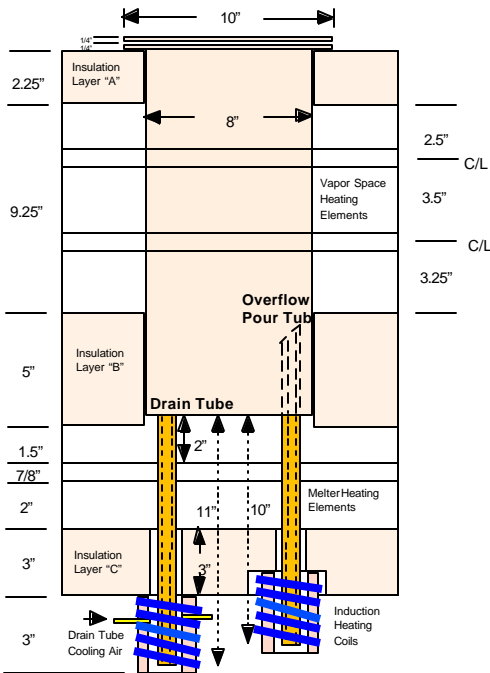 10”
1/4”
1/4”
Insulation
Layer “A”
2.25”
8”
2.5”
C/L
Vapor Space
Heating
Elements
3.5”
9.25”
C/L
3.25”
Overflow
Pour Tub
Insulation
Layer “B”
5”
Drain Tube
2”
1.5”
7/8”
Melter Heating
Elements
2”
11”
10”
Insulation
Layer “C”
3”
3”
Induction
Heating
Coils
Drain Tube
Cooling Air
3”